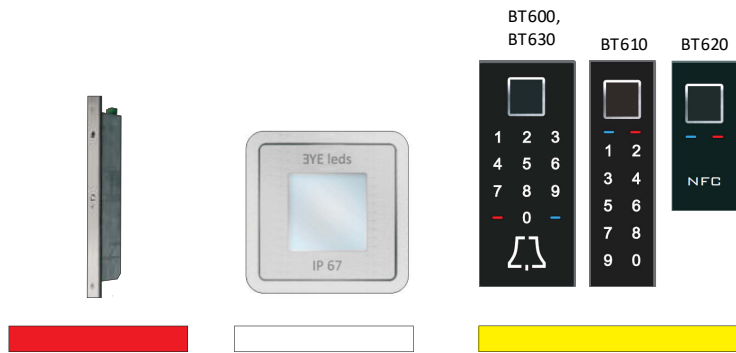 BT600,
BT630
BT610
BT620
ƎYE leds
IP 67
1 2 3
4 5 6
7 8 9
0
1 2
3 4
5 6
7 8
9 0
NFC